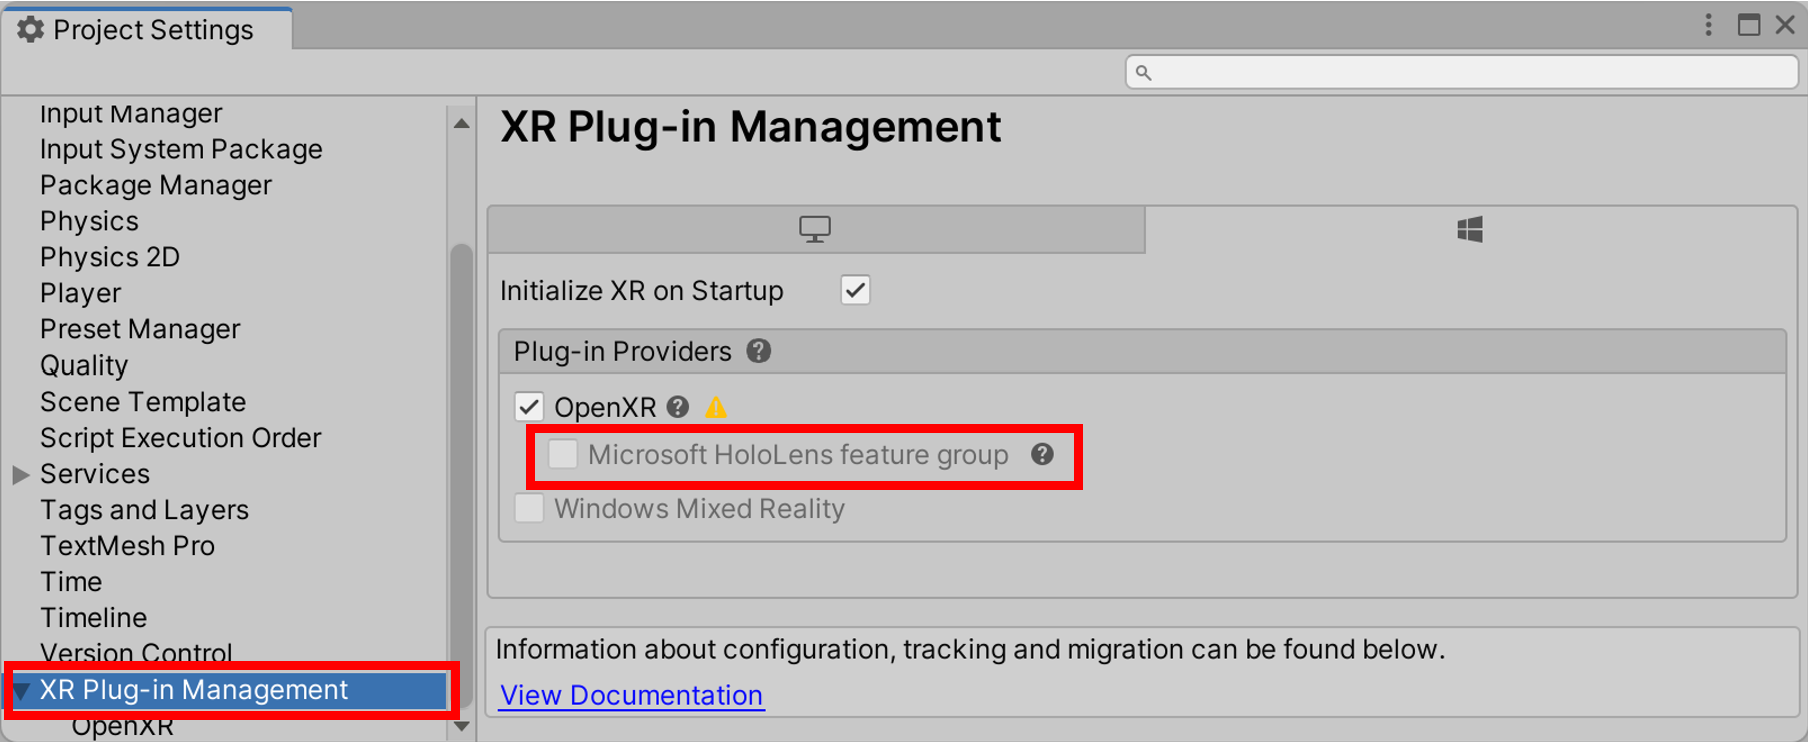 Project Settings
Input Manager
Input System Package
Package Manager
Physics
Physics 2D
Player
Preset Manager
Quality
Scene Template
Script Execution Order
Services
Tags and Layers
TextMesh Pro
Time
Timeline
Version Control
XR Plug-in Management
OpenXR
XR Plug-in Management
Initialize XR on Startup
Plug-in Providers
OpenXR
Microsoft HoloLens feature group
Windows Mixed Reality
Information about configuration, tracking and migration can be found below.
View Documentation